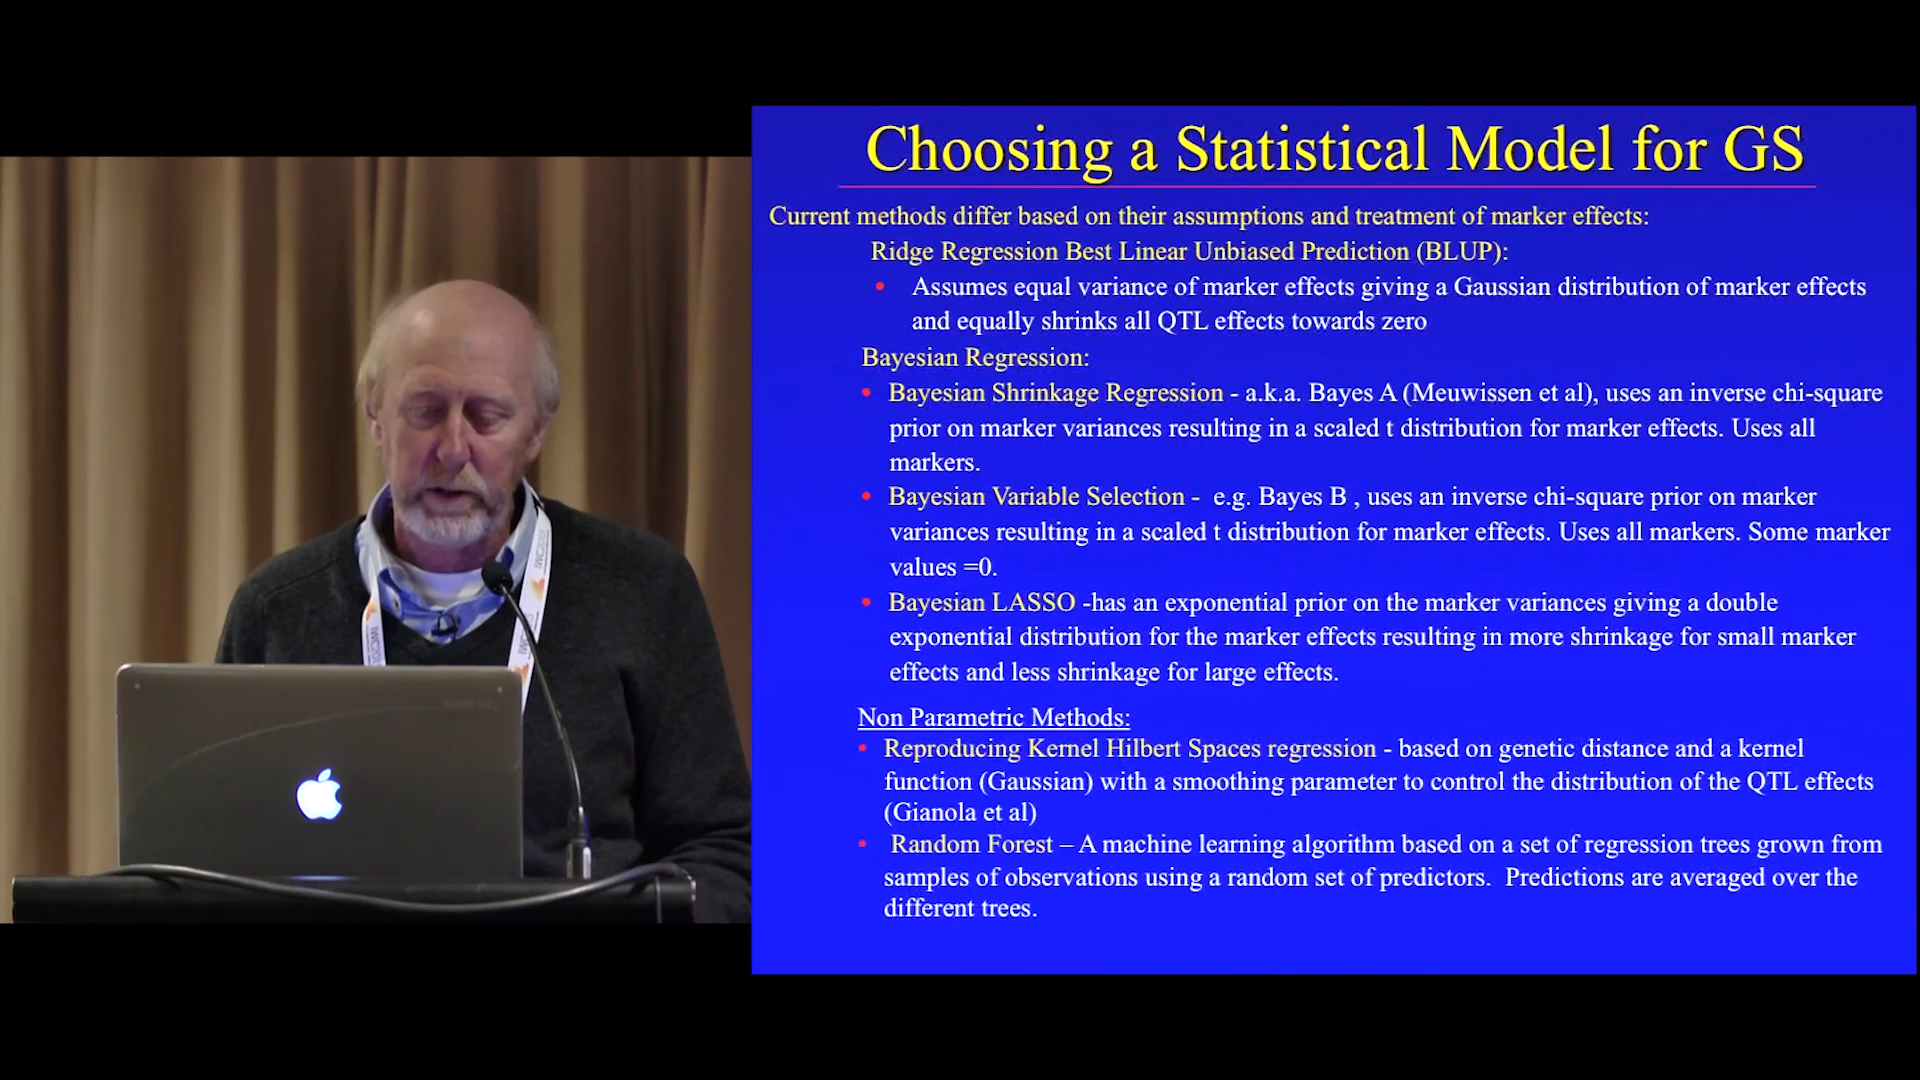 Choosing a Statistical Model for GS
Current methods differ based on their assumptions and treatment of marker effects:
Ridge Regression Best Linear Unbiased Prediction (BLUP):
• Assumes equal variance of marker effects giving a Gaussian distribution of marker effects
and equally shrinks all QTL effects towards zero
Bayesian Regression:
• Bayesian Shrinkage Regression - a.k.a. Bayes A (Meuwissen et al), uses an inverse chi-square
prior on marker variances resulting in a scaled t distribution for marker effects. Uses all
markers.
• Bayesian Variable Selection - e.g. Bayes B , uses an inverse chi-square prior on marker
variances resulting in a scaled t distribution for marker effects. Uses all markers. Some marker
values =0.
• Bayesian LASSO -has an exponential prior on the marker variances giving a double
exponential distribution for the marker effects resulting in more shrinkage for small marker
effects and less shrinkage for large effects.
Non Parametric Methods:
• Reproducing Kernel Hilbert Spaces regression - based on genetic distance and a kernel
function (Gaussian) with a smoothing parameter to control the distribution of the QTL effects
(Gianola et al)
• Random Forest – A machine learning algorithm based on a set of regression trees grown from
samples of observations using a random set of predictors. Predictions are averaged over the
different trees.